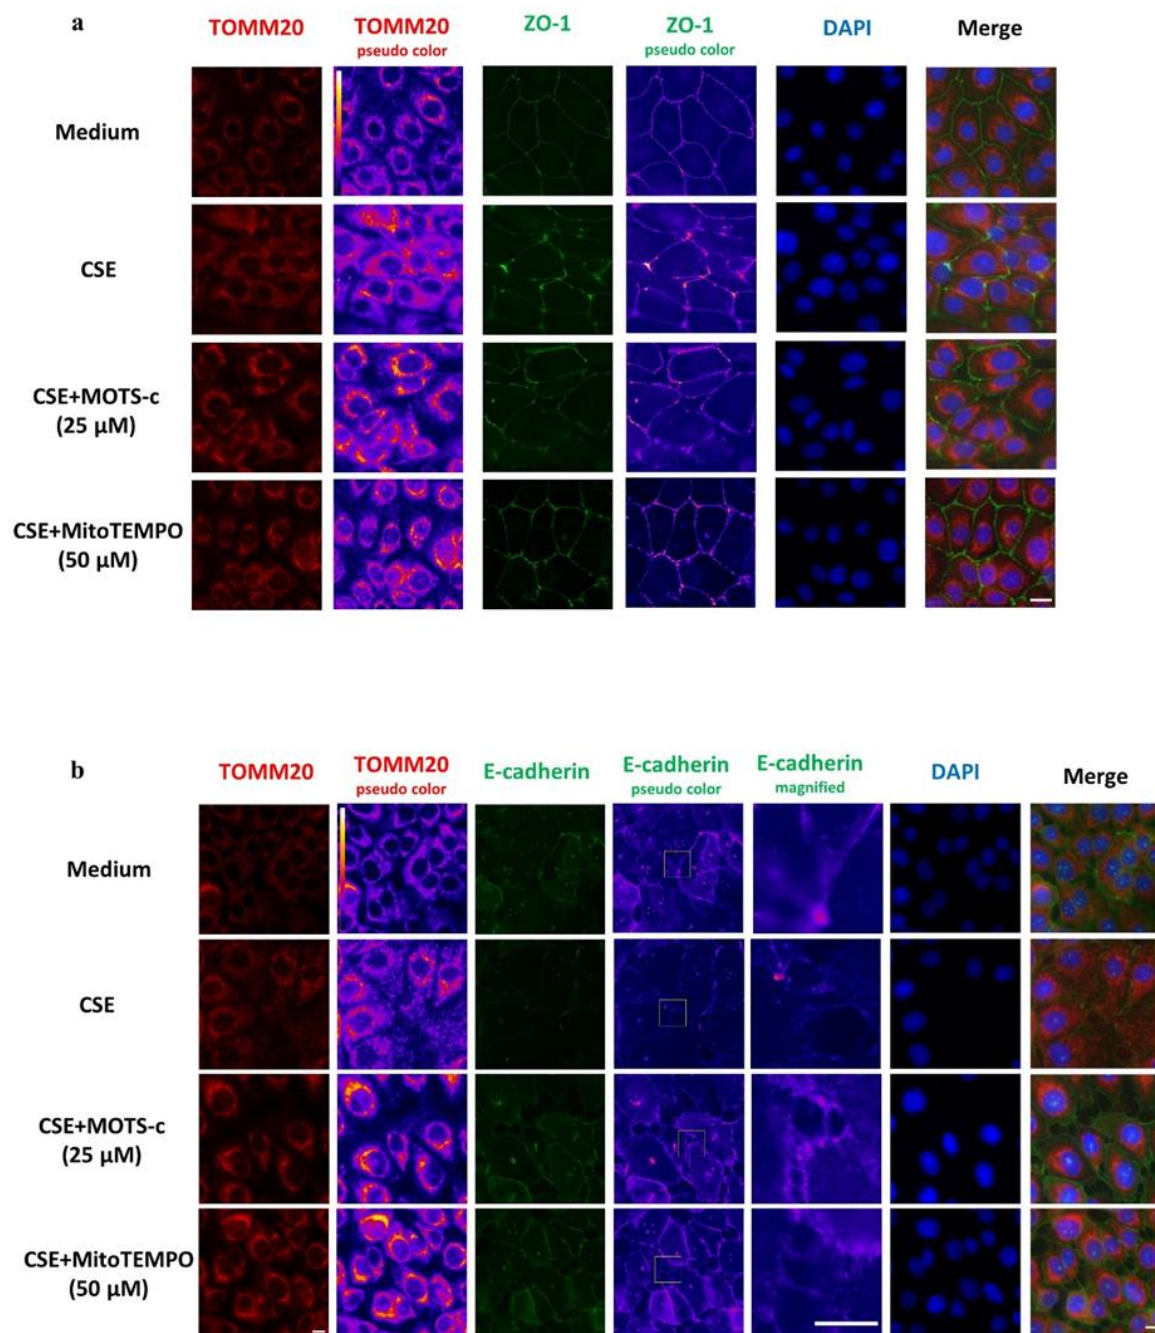 a
TOMM20 TOMM20 ZO-1 ZO-1 DAPI Merge
pseudo color pseudo color
Medium
CSE
CSE+MOTS-c
(25 µM)
CSE+MitoTEMPO
(50 µM)
b
TOMM20 TOMM20 E-cadherin E-cadherin E-cadherin DAPI Merge
pseudo color pseudo color magnified
Medium
CSE
CSE+MOTS-c
(25 µM)
CSE+MitoTEMPO
(50 µM)